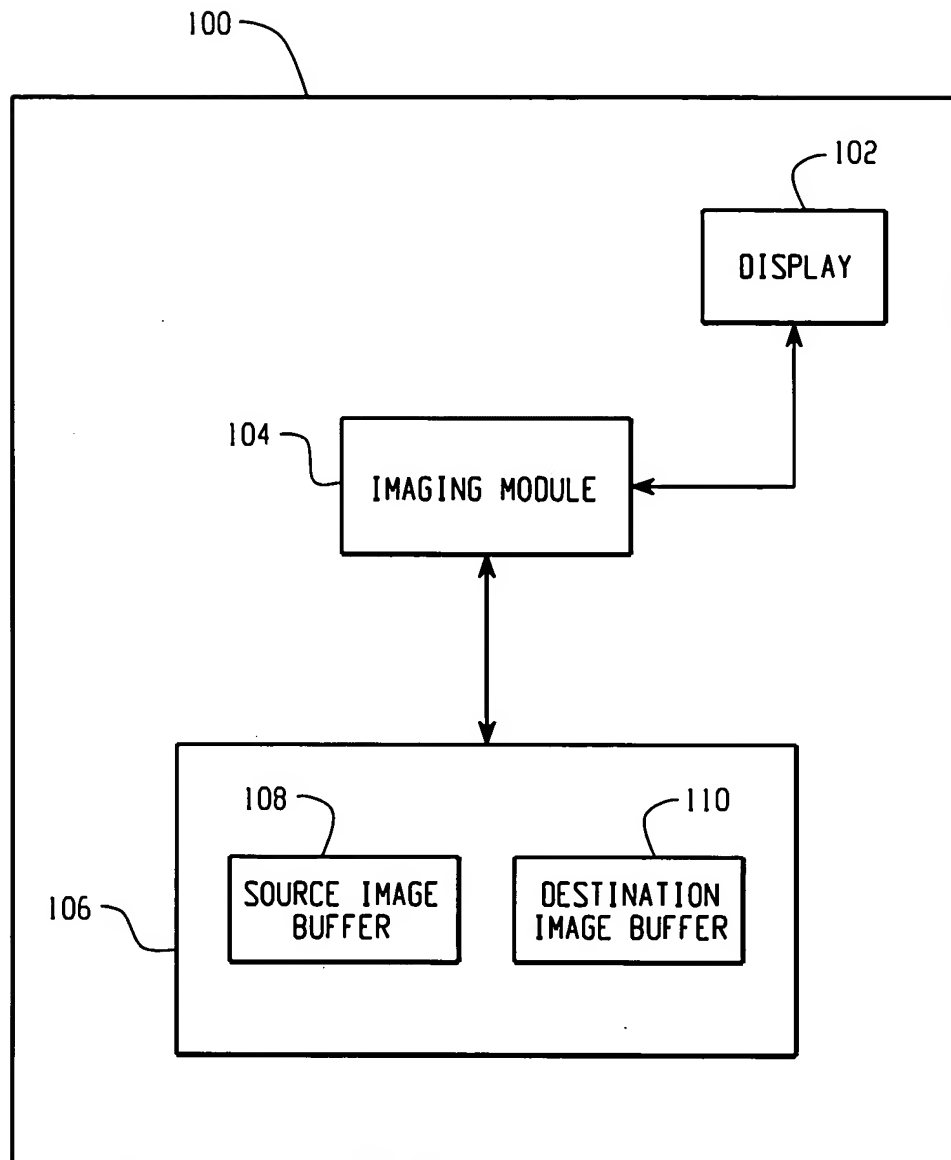 100
102
DISPLAY
104
IMAGING MODULE
108
110
SOURCE IMAGE
BUFFER
DESTINATION
IMAGE BUFFER
106